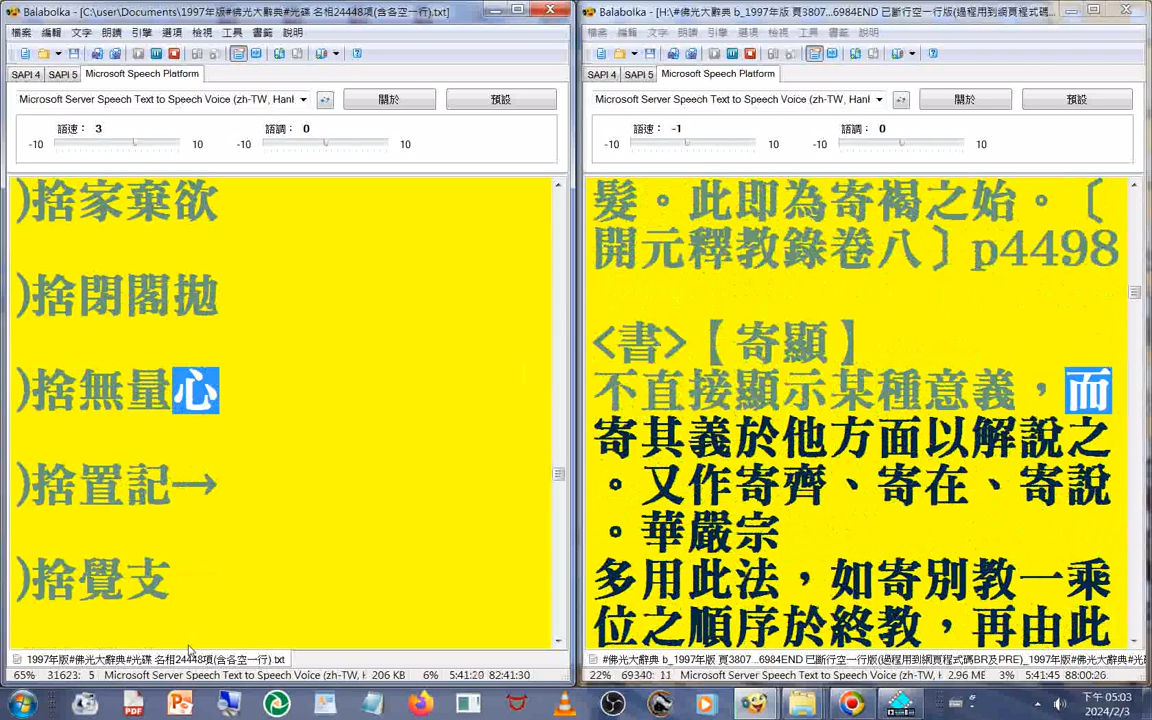 Balabolka - [C:\user\Documents\1997年版#佛光大辭典#光碟 名相24448項(含各空一行).txt]
檔案 編輯 文字 朗讀 引擎 選項 檢視 工具 書籤 說明
SAPI 4 SAPI 5 Microsoft Speech Platform
Microsoft Server Speech Text to Speech Voice (zh-TW, Hanl 關於 預設
語速： 3 語調： 0
-10 10 -10 10
)捨家棄欲
)捨閉閣拋
)捨無量心
)捨置記→
)捨覺支
1997年版#佛光大辭典#光碟 名相24448項(含各空一行).txt
65% 31623: 5 Microsoft Server Speech Text to Speech Voice (zh-TW, H 206 KB 6% 5:41:29 82:41:30
Balabolka - [H:\#佛光大辭典 b_1997年版 頁3807...6984END 已斷行空一行版(過程用到網頁程式碼...
檔案 編輯 文字 朗讀 引擎 選項 檢視 工具 書籤 說明
SAPI 4 SAPI 5 Microsoft Speech Platform
Microsoft Server Speech Text to Speech Voice (zh-TW, Hanl 關於 預設
語速： -1 語調： 0
-10 10 -10 10
髮。此即為寄褐之始。〔
開元釋教錄卷八〕p4498
<書>【寄顯】
不直接顯示某種意義，而
寄其義於他方面以解說之
。又作寄齊、寄在、寄說
。華嚴宗
多用此法，如寄別教一乘
位之順序於終教，再由此
#佛光大辭典 b_1997年版 頁3807...6984END 已斷行空一行版(過程用到網頁程式碼BR及PRE)_1997年版#光
22% 69340: 11 Microsoft Server Speech Text to Speech Voice (zh-TW, H 2.96 ME 3% 5:41:45 88:00:26
下午 05:03
2024/2/3